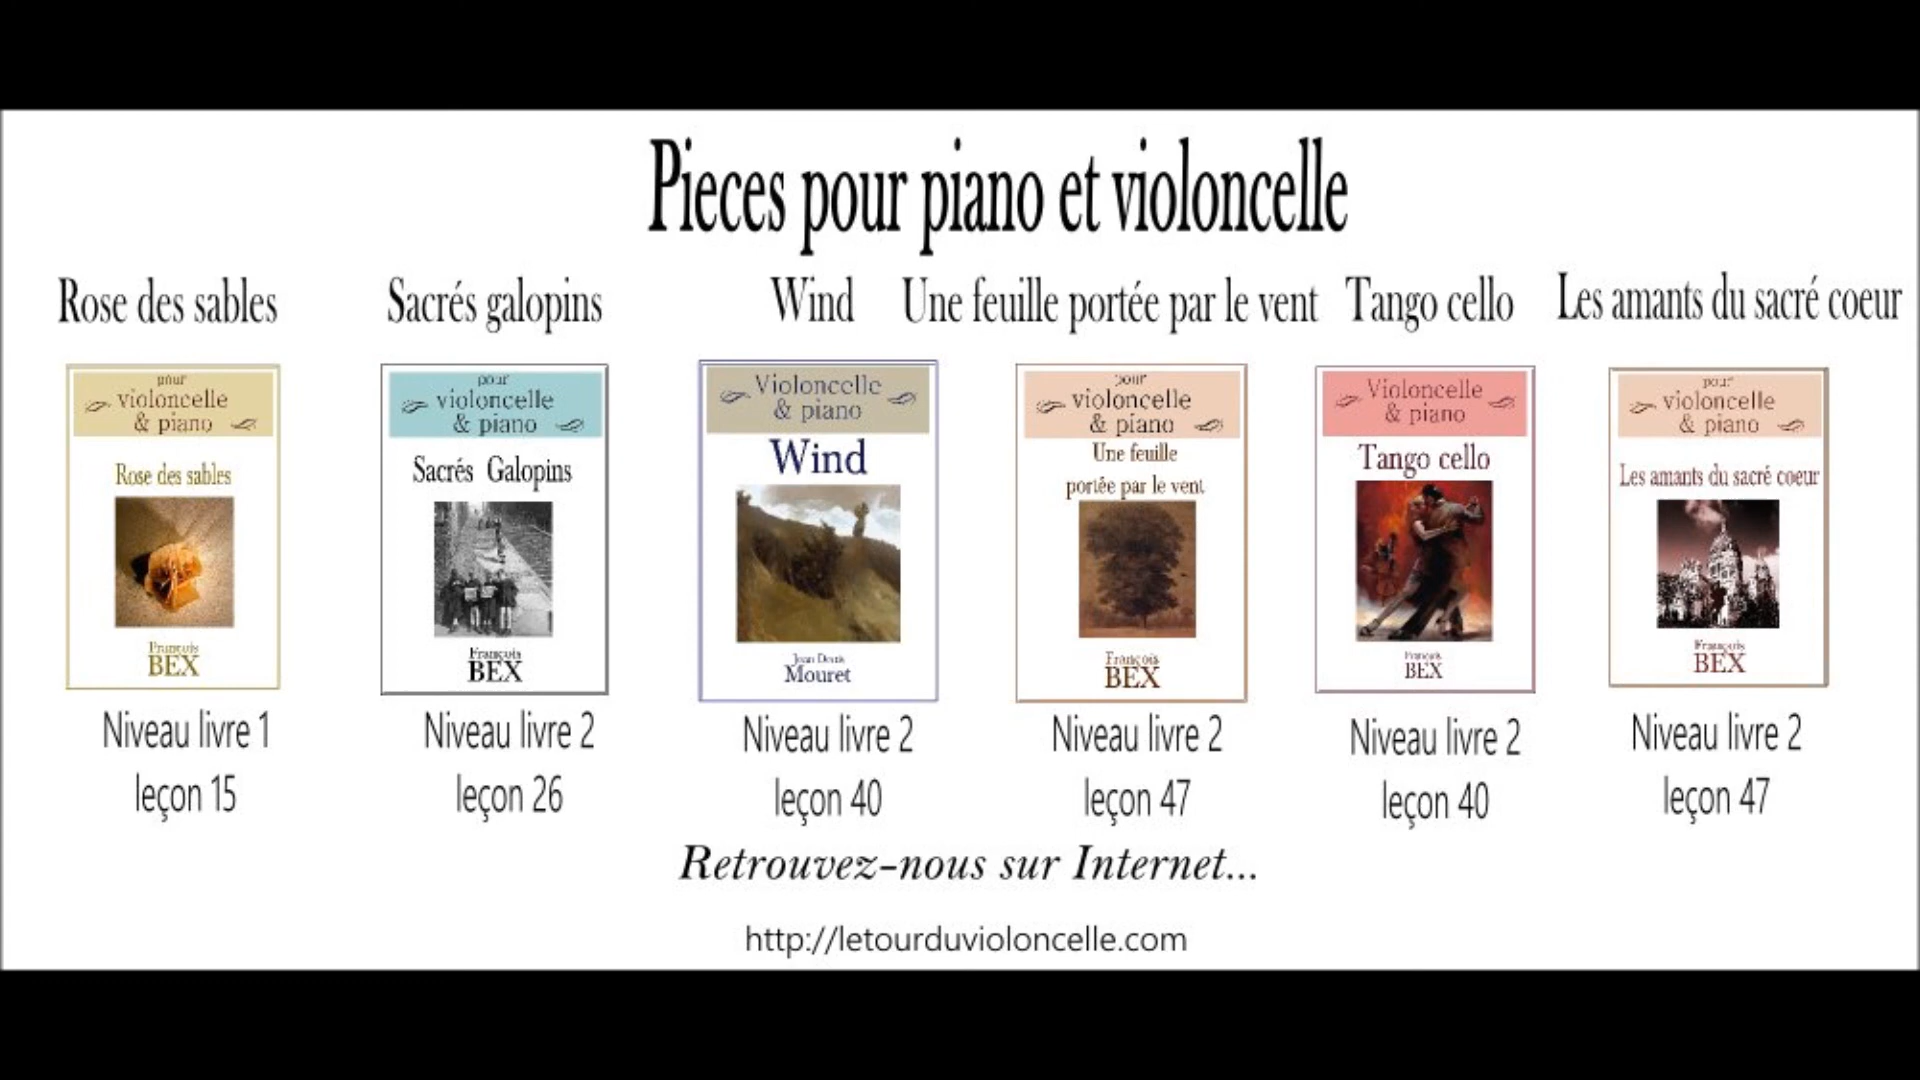 Pieces pour piano et violoncelle
Rose des sables
Sacrés galopins
Wind
Une feuille portée par le vent
Tango cello
Les amants du sacré coeur
pour
violoncelle
& piano
Rose des sables
François
BEX
pour
violoncelle
& piano
Sacrés Galopins
François
BEX
Violoncelle
& piano
Wind
Jean Denis
Mouret
pour
violoncelle
& piano
Une feuille
portée par le vent
François
BEX
Violoncelle
& piano
Tango cello
François
BEX
pour
violoncelle
& piano
Les amants du sacré coeur
François
BEX
Niveau livre 1
leçon 15
Niveau livre 2
leçon 26
Niveau livre 2
leçon 40
Niveau livre 2
leçon 47
Niveau livre 2
leçon 40
Niveau livre 2
leçon 47
Retrouvez-nous sur Internet...
http://letourduvioloncelle.com